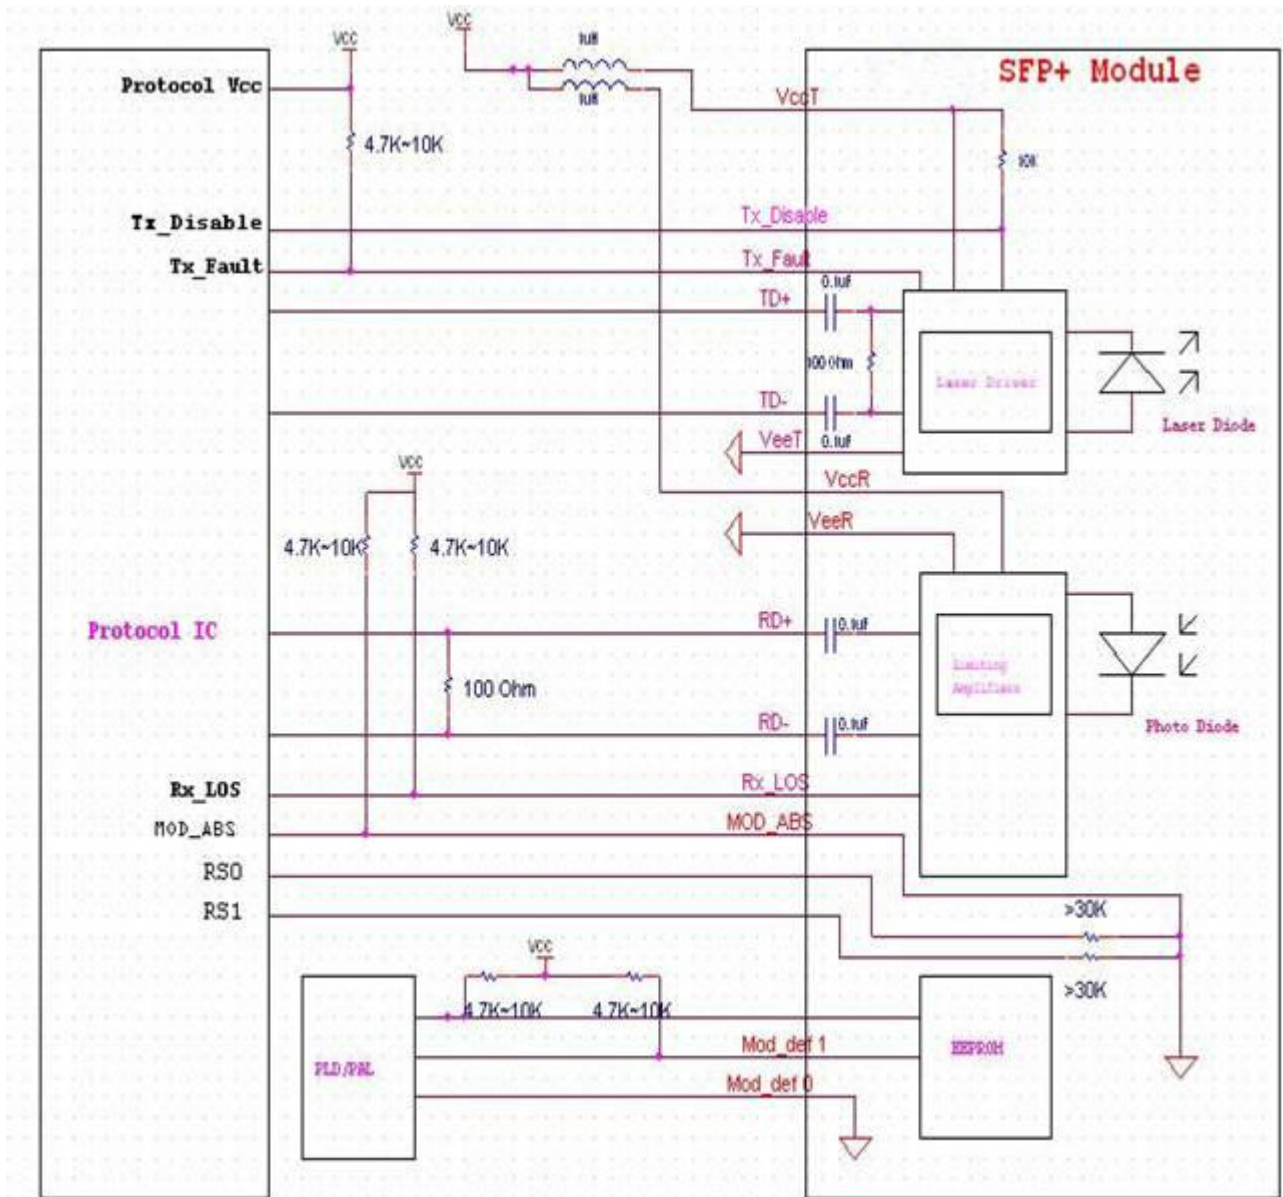 VCC
1uH
VCC
SFP+ Module
Protocol Vcc
1uH
VccT
4.7K~10K
10K
Tx_Disable
Tx_Disable
Tx_Fault
Tx_Fault
0.1uf
TD+
100 Ohm
Laser Driver
TD-
Laser Diode
VeeT
0.1uf
VCC
VccR
VeeR
4.7K~10K
4.7K~10K
Protocol IC
RD+
0.1uf
Limiting
100 Ohm
Amplifiers
RD-
0.1uf
Photo Diode
Rx_LOS
Rx_LOS
MOD_ABS
MOD_ABS
RS0
RS1
>30K
VCC
>30K
4.7K~10K
4.7K~10K
Mod_def 1
EEPROM
PLD/PAL
Mod_def 0